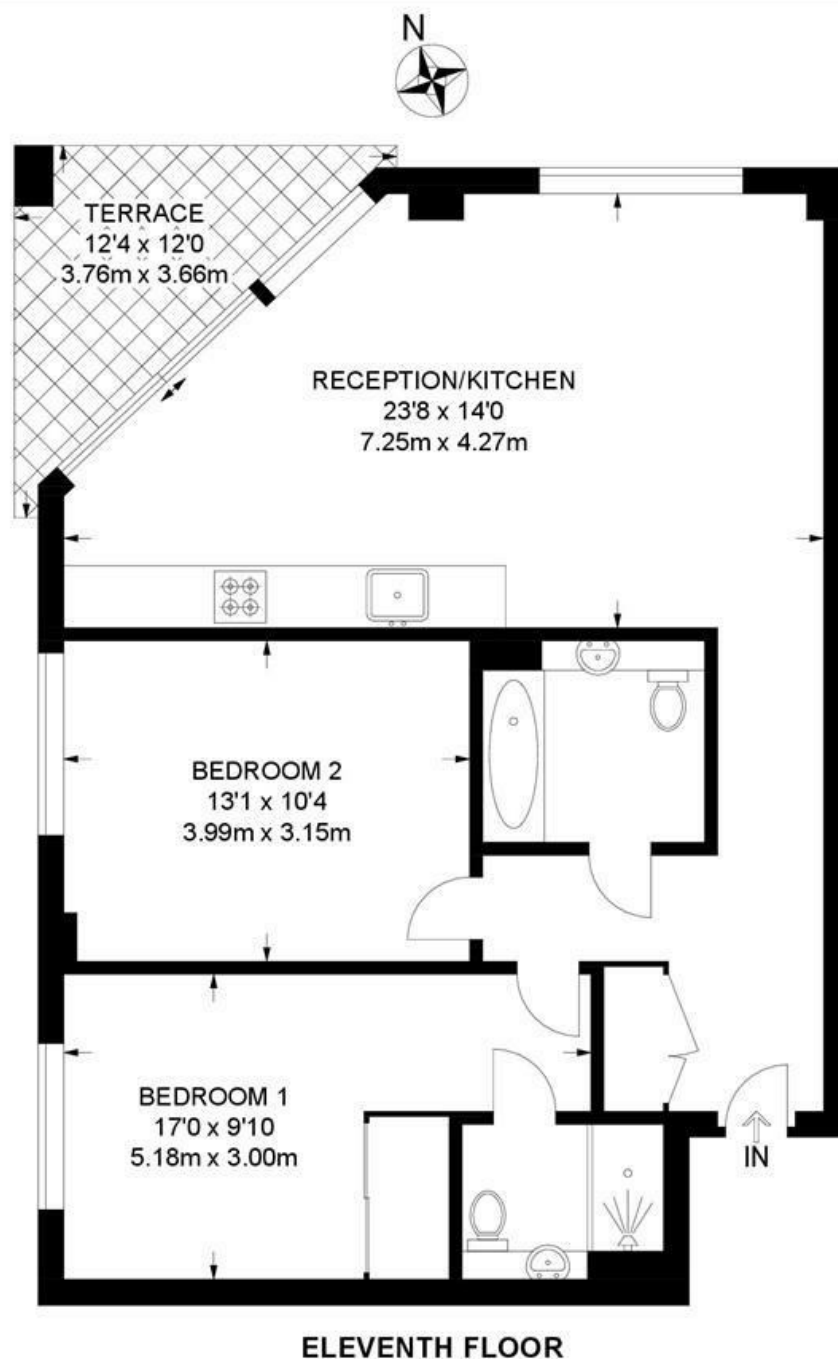 N
TERRACE
12'4 x 12'0
3.76m x 3.66m
RECEPTION/KITCHEN
23'8 x 14'0
7.25m x 4.27m
BEDROOM 2
13'1 x 10'4
3.99m x 3.15m
BEDROOM 1
17'0 x 9'10
5.18m x 3.00m
IN
ELEVENTH FLOOR